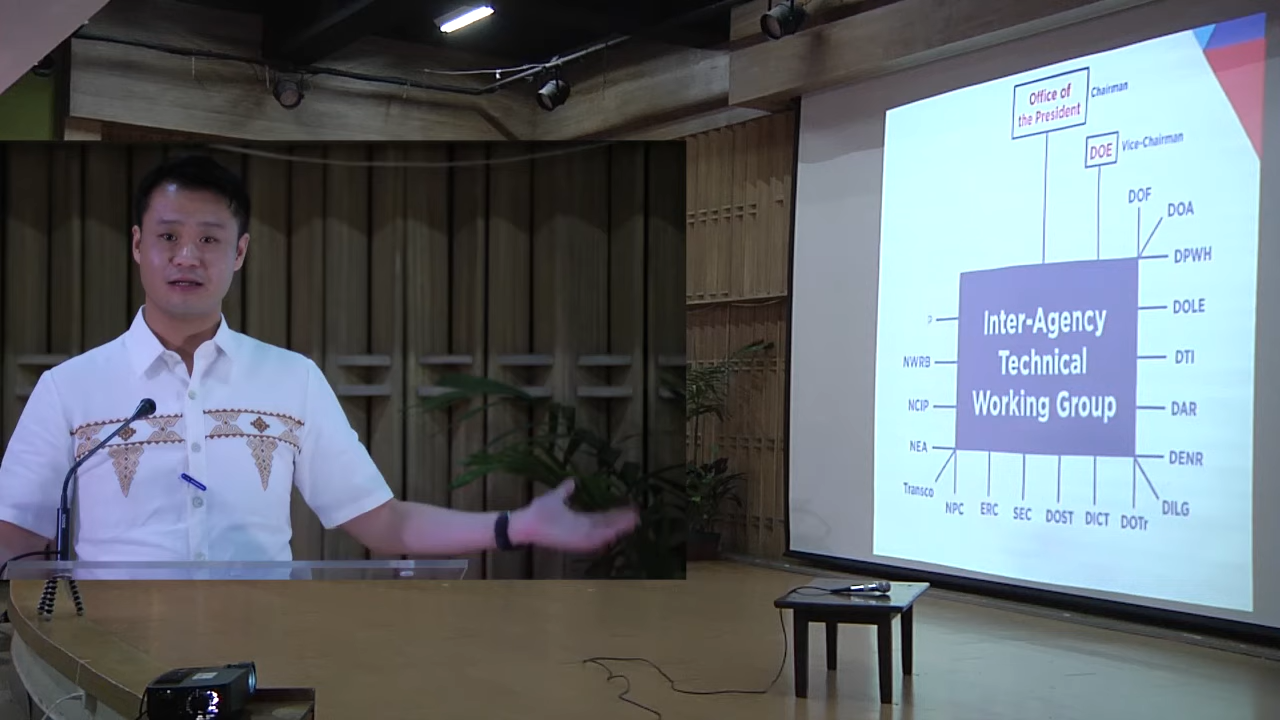 Office of
the President
Chairman
DOE
Vice-Chairman
DOF
DOA
DPWH
DOLE
DTI
DAR
DENR
DILG
Inter-Agency
Technical
Working Group
P
NWRB
NCIP
NEA
Transco
NPC
ERC
SEC
DOST
DICT
DOTr